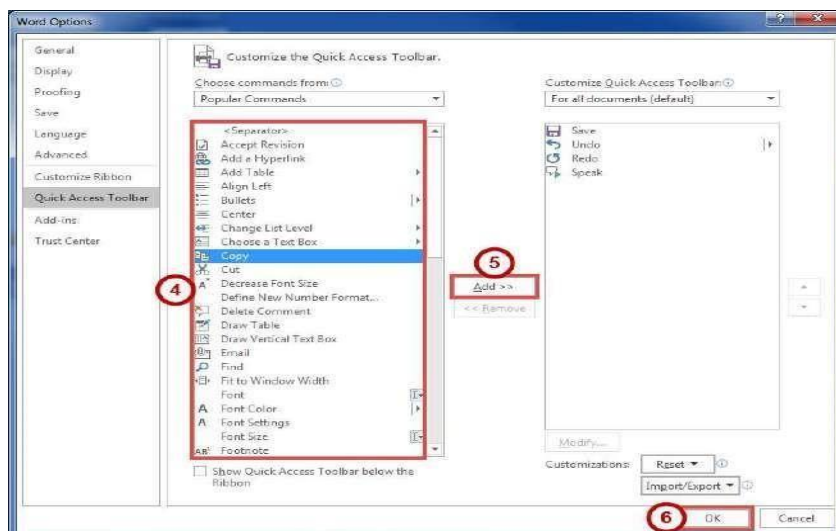 Word Options
General
Display
Proofing
Save
Language
Advanced
Customize Ribbon
Quick Access Toolbar
Add-ins
Trust Center
Customize the Quick Access Toolbar.
Choose commands from:
Popular Commands
<Separator>
Accept Revision
Add a Hyperlink
Add Table
Align Left
Bullets
Center
Change List Level
Choose a Text Box
Copy
Cut
Decrease Font Size
Define New Number Format...
Delete Comment
Draw Table
Draw Vertical Text Box
Email
Find
Fit to Window Width
Font
Font Color
Font Settings
Font Size
Footnote
4
Show Quick Access Toolbar below the
Ribbon
5
Add >>
<< Remove
Customize Quick Access Toolbar:
For all documents (default)
Save
Undo
Redo
Speak
Modify...
Customizations:
Reset
Import/Export
6
OK
Cancel